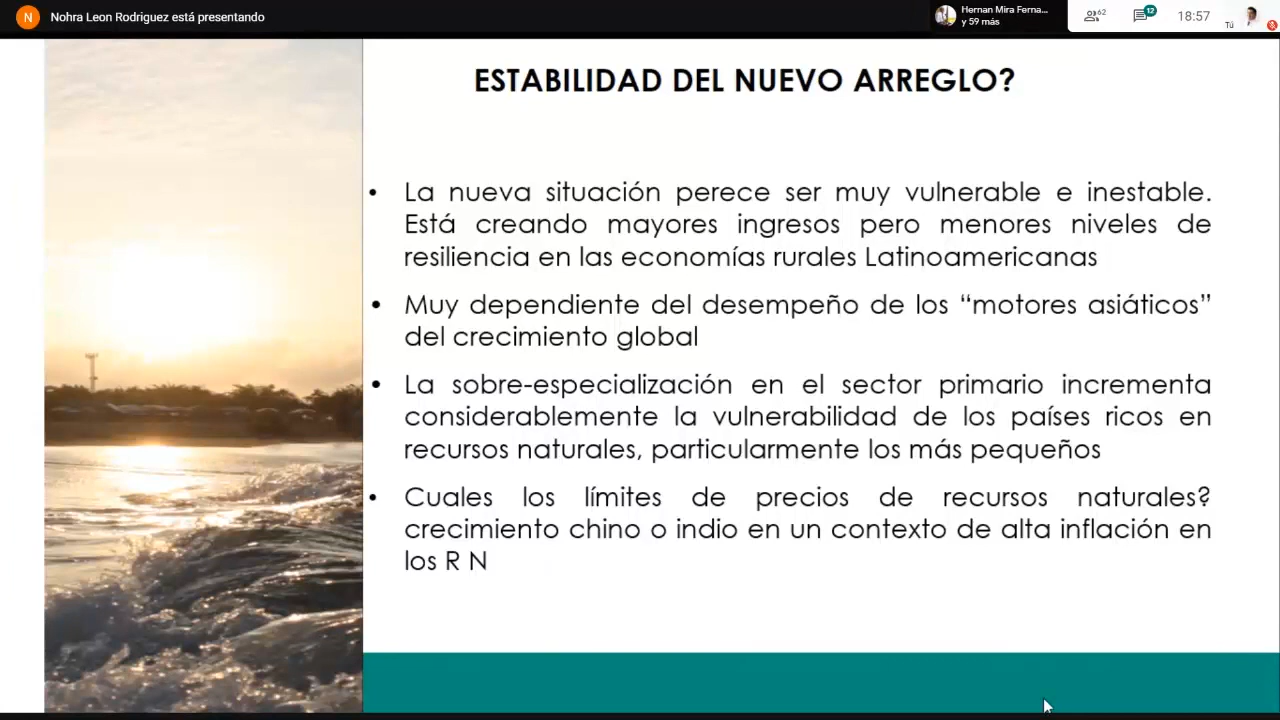 N Nohra Leon Rodriguez está presentando
Hernan Mira Ferna...
y 59 más
62
12
18:57
Tú
ESTABILIDAD DEL NUEVO ARREGLO?
• La nueva situación perece ser muy vulnerable e inestable.
Está creando mayores ingresos pero menores niveles de
resiliencia en las economías rurales Latinoamericanas
• Muy dependiente del desempeño de los “motores asiáticos”
del crecimiento global
• La sobre-especialización en el sector primario incrementa
considerablemente la vulnerabilidad de los países ricos en
recursos naturales, particularmente los más pequeños
• Cuales los límites de precios de recursos naturales?
crecimiento chino o indio en un contexto de alta inflación en
los R N